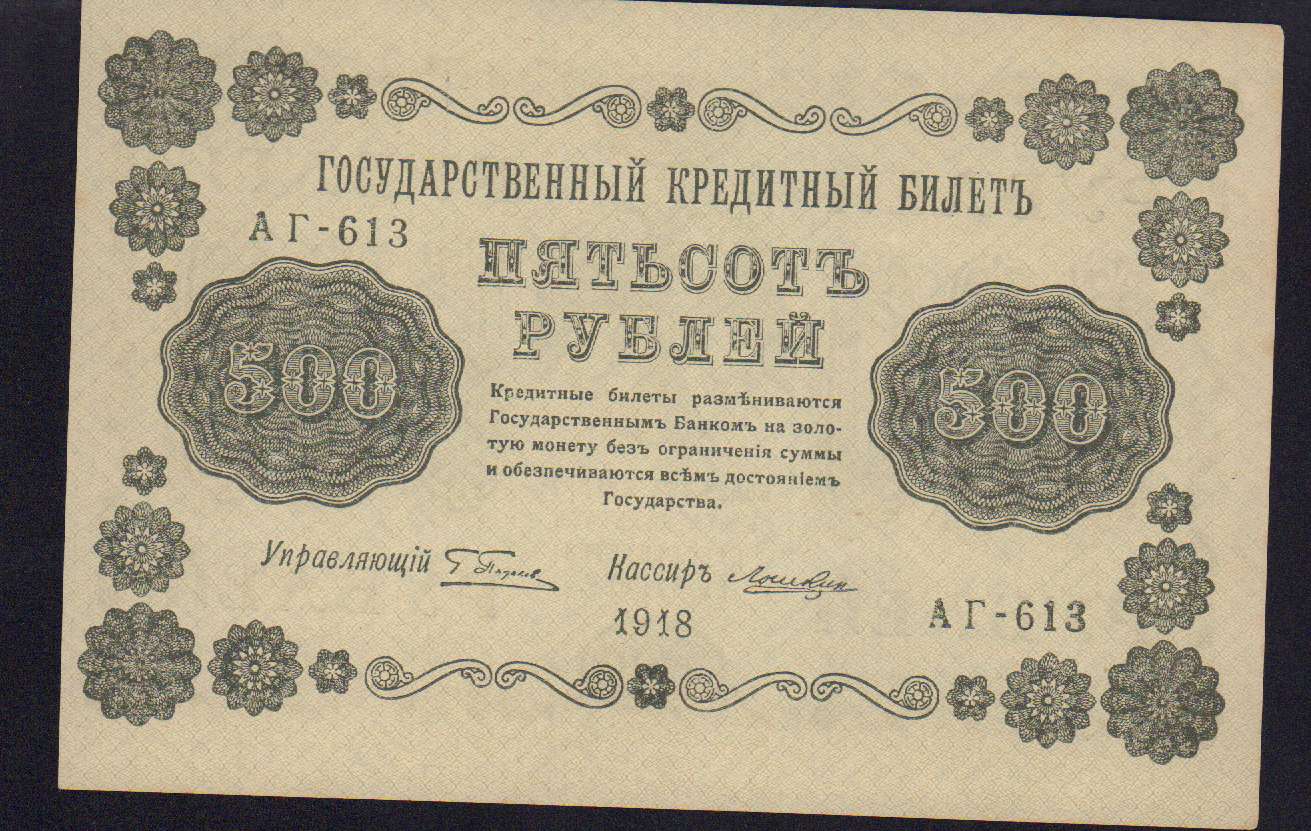 ГОСУДАРСТВЕННЫЙ КРЕДИТНЫЙ БИЛЕТЪ
АГ-613
ПЯТЬСОТЪ
РУБЛЕЙ
500
500
Кредитные билеты размѣниваются
Государственнымъ Банкомъ на золо-
тую монету безъ ограниченія суммы
и обезпечиваются всѣмъ достояніемъ
Государства.
Управляющій
Кассиръ
1918
АГ-613